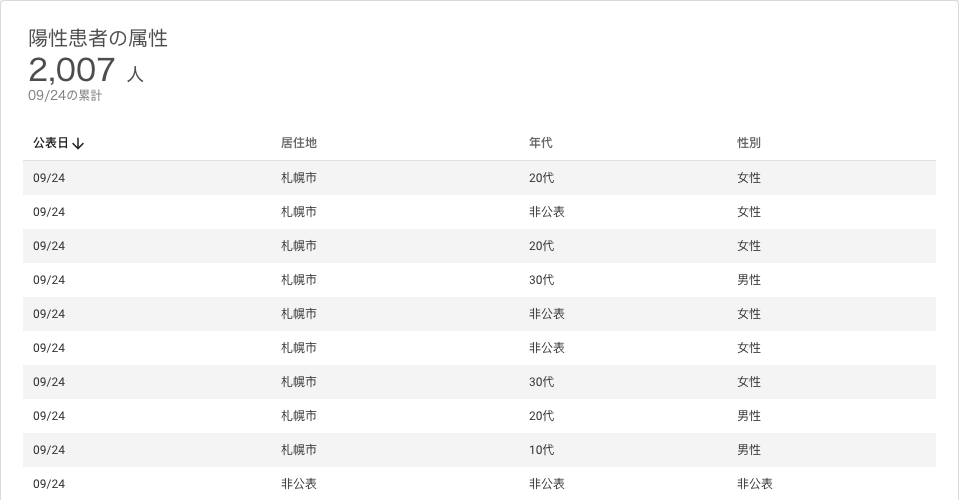 陽性患者の属性
2,007 人
09/24の累計
公表日↓ 居住地 年代 性別
09/24 札幌市 20代 女性
09/24 札幌市 非公表 女性
09/24 札幌市 20代 女性
09/24 札幌市 30代 男性
09/24 札幌市 非公表 女性
09/24 札幌市 非公表 女性
09/24 札幌市 30代 女性
09/24 札幌市 20代 男性
09/24 札幌市 10代 男性
09/24 非公表 非公表 非公表